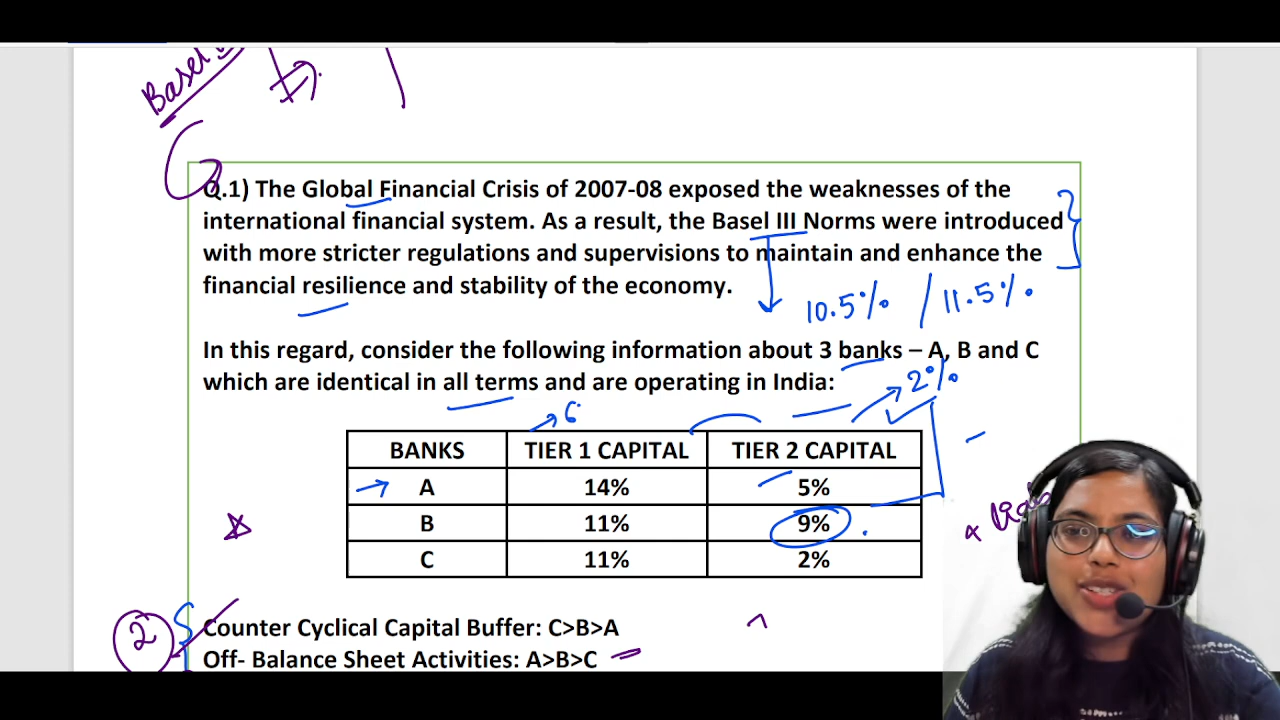 Basel
Q.1) The Global Financial Crisis of 2007-08 exposed the weaknesses of the
international financial system. As a result, the Basel III Norms were introduced
with more stricter regulations and supervisions to maintain and enhance the
financial resilience and stability of the economy.
10.5% / 11.5%
In this regard, consider the following information about 3 banks – A, B and C
which are identical in all terms and are operating in India:
2%
6
BANKS TIER 1 CAPITAL TIER 2 CAPITAL
A 14% 5%
B 11% 9%
C 11% 2%
2
Counter Cyclical Capital Buffer: C>B>A
Off- Balance Sheet Activities: A>B>C